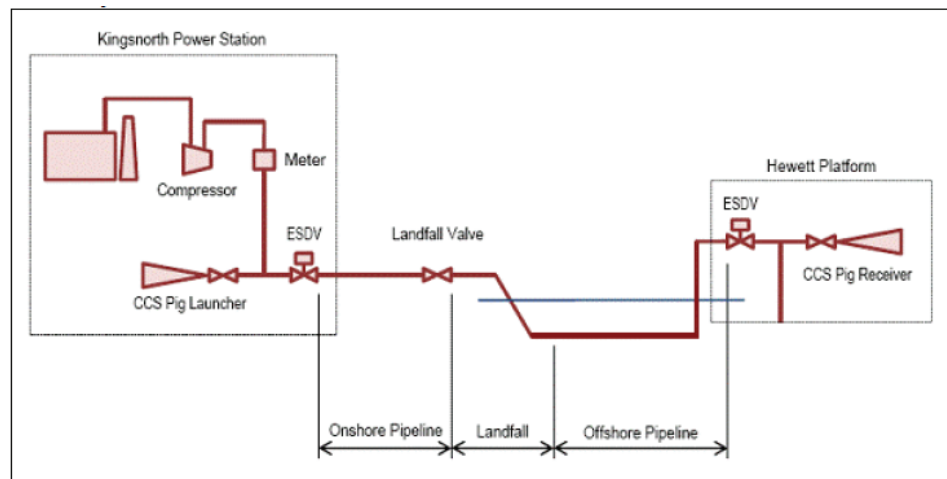 Kingsnorth Power Station
Hewett Platform
Meter
Compressor
ESDV
ESDV
Landfall Valve
CCS Pig Launcher
CCS Pig Receiver
Onshore Pipeline
Landfall
Offshore Pipeline